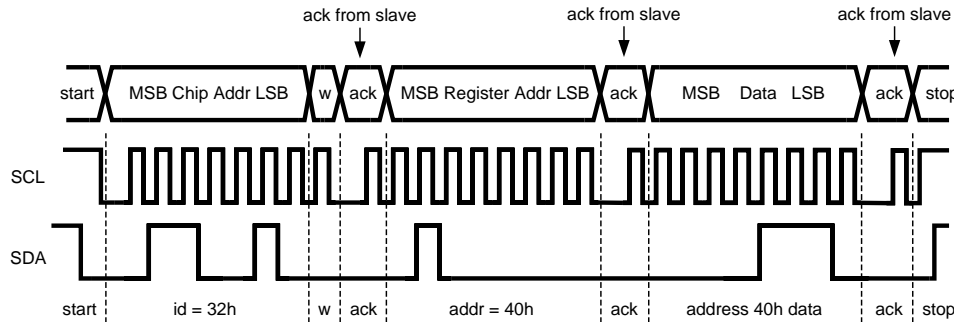 ack from slave ack from slave ack from slave
start MSB Chip Addr LSB w ack MSB Register Addr LSB ack MSB Data LSB ack stop
SCL
SDA
start id = 32h w ack addr = 40h ack address 40h data ack stop